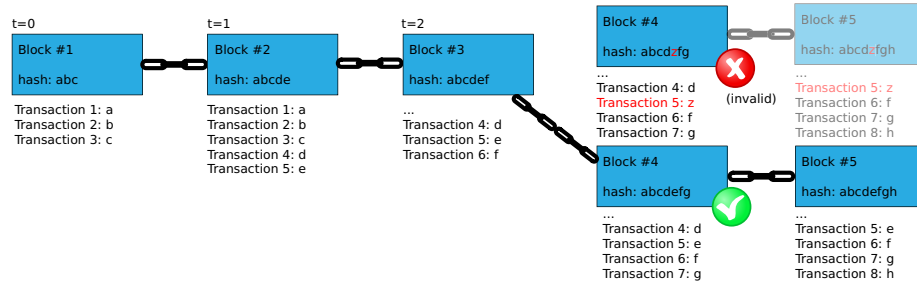 t=0
Block #1
hash: abc
Transaction 1: a
Transaction 2: b
Transaction 3: c
t=1
Block #2
hash: abcde
Transaction 1: a
Transaction 2: b
Transaction 3: c
Transaction 4: d
Transaction 5: e
t=2
Block #3
hash: abcdef
...
Transaction 4: d
Transaction 5: e
Transaction 6: f
Block #4
hash: abcdzfg
(invalid)
...
Transaction 4: d
Transaction 5: z
Transaction 6: f
Transaction 7: g
Block #5
hash: abcdzfgh
...
Transaction 5: z
Transaction 6: f
Transaction 7: g
Transaction 8: h
Block #4
hash: abcdefg
...
Transaction 4: d
Transaction 5: e
Transaction 6: f
Transaction 7: g
Block #5
hash: abcdefgh
...
Transaction 5: e
Transaction 6: f
Transaction 7: g
Transaction 8: h